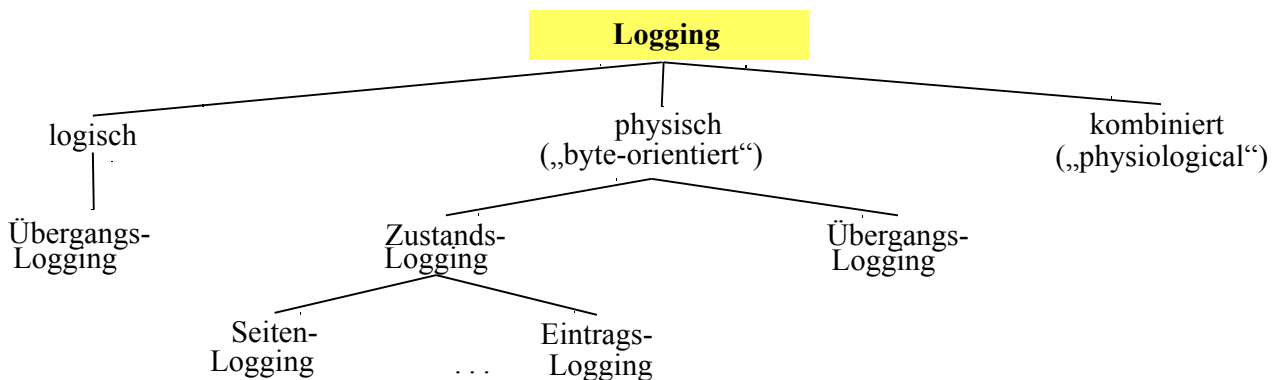 Logging
logisch
physisch
(„byte-orientiert“)
kombiniert
(„physiological“)
Übergangs-
Logging
Zustands-
Logging
Übergangs-
Logging
Seiten-
Logging
. . .
Eintrags-
Logging